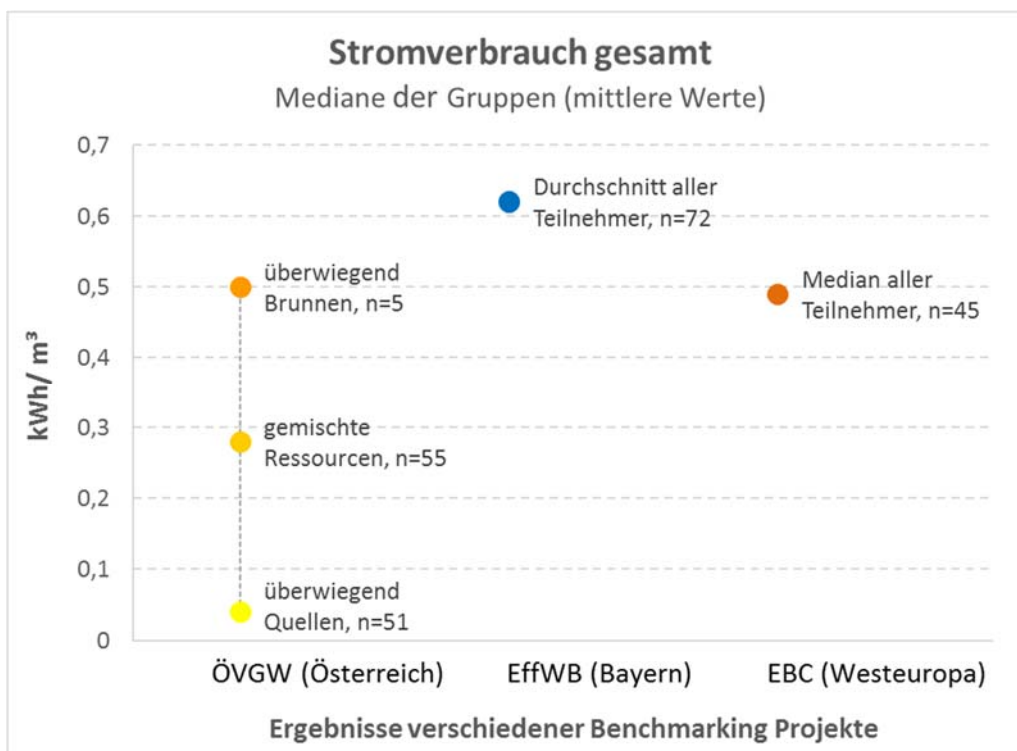 Stromverbrauch gesamt
Mediane der Gruppen (mittlere Werte)
kWh/ m³
0,7
0,6
0,5
0,4
0,3
0,2
0,1
0
Durchschnitt aller
Teilnehmer, n=72
überwiegend
Brunnen, n=5
Median aller
Teilnehmer, n=45
gemischte
Ressourcen, n=55
überwiegend
Quellen, n=51
ÖVGW (Österreich)
EffWB (Bayern)
EBC (Westeuropa)
Ergebnisse verschiedener Benchmarking Projekte